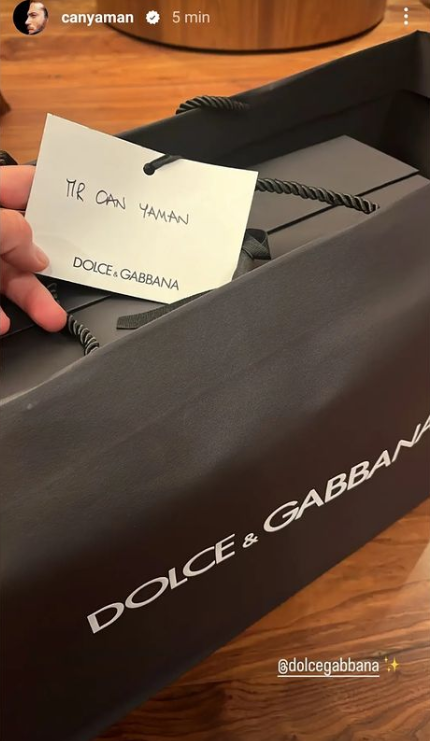 canyaman 5 min
MR CAN YAMAN
DOLCE&GABBANA
DOLCE & GABBANA
@dolcegabbana ✨